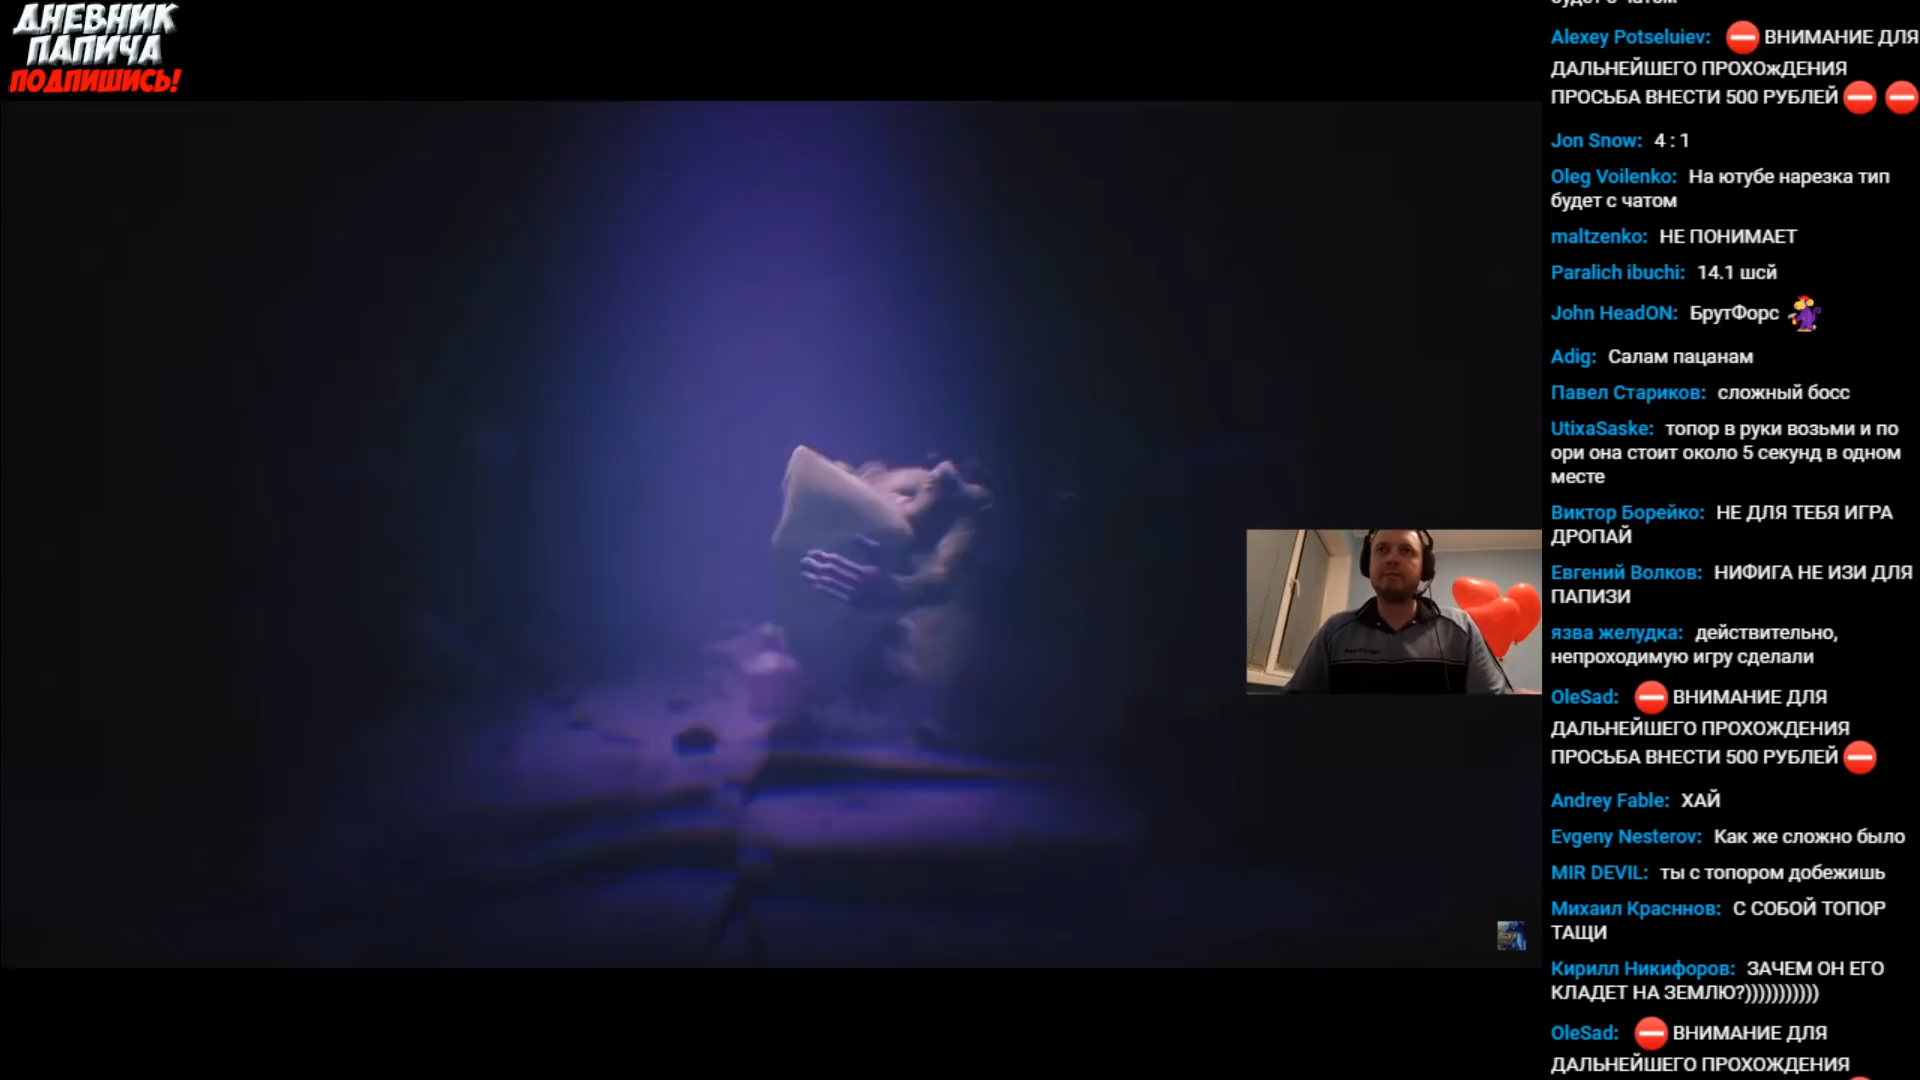 ДНЕВНИК
ПАПИЧА
ПОДПИШИСЬ!
будет с чатом
Alexey Potseluiev: ⛔ ВНИМАНИЕ ДЛЯ
ДАЛЬНЕЙШЕГО ПРОХОжДЕНИЯ
ПРОСЬБА ВНЕСТИ 500 РУБЛЕЙ ⛔ ⛔
Jon Snow: 4 : 1
Oleg Voilenko: На ютубе нарезка тип
будет с чатом
maltzenko: НЕ ПОНИМАЕТ
Paralich ibuchi: 14.1 шсй
John HeadON: БрутФорс
Adig: Салам пацанам
Павел Стариков: сложный босс
UtixaSaske: топор в руки возьми и по
ори она стоит около 5 секунд в одном
месте
Виктор Борейко: НЕ ДЛЯ ТЕБЯ ИГРА
ДРОПАЙ
Евгений Волков: НИФИГА НЕ ИЗИ ДЛЯ
ПАПИЗИ
язва желудка: действительно,
непроходимую игру сделали
OleSad: ⛔ ВНИМАНИЕ ДЛЯ
ДАЛЬНЕЙШЕГО ПРОХОЖДЕНИЯ
ПРОСЬБА ВНЕСТИ 500 РУБЛЕЙ ⛔
Andrey Fable: ХАЙ
Evgeny Nesterov: Как же сложно было
MIR DEVIL: ты с топором добежишь
Михаил Красннов: С СОБОЙ ТОПОР
ТАЩИ
Кирилл Никифоров: ЗАЧЕМ ОН ЕГО
КЛАДЕТ НА ЗЕМЛЮ?)))))))))))
OleSad: ⛔ ВНИМАНИЕ ДЛЯ
ДАЛЬНЕЙШЕГО ПРОХОЖДЕНИЯ